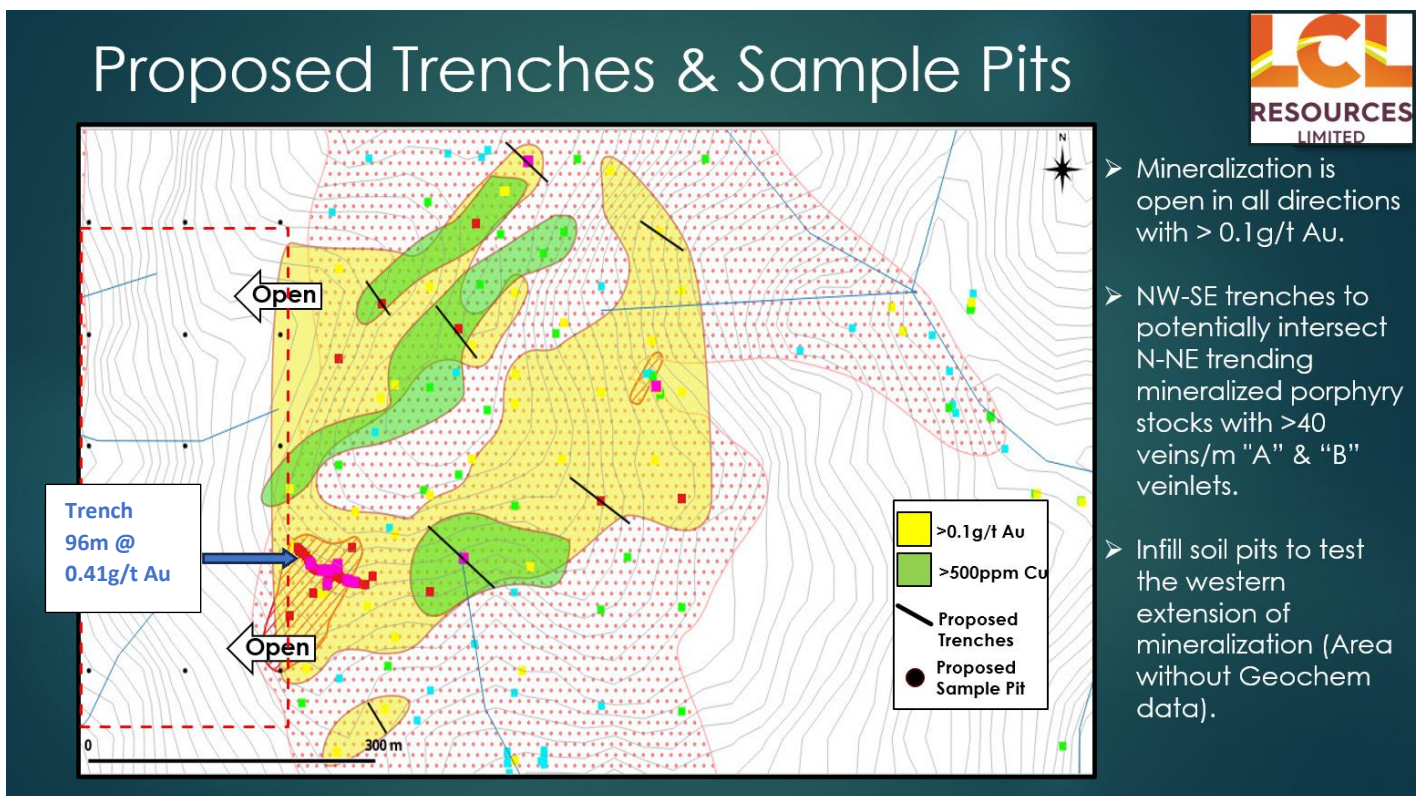 Proposed Trenches & Sample Pits
LCL
RESOURCES
LIMITED
N
Open
Trench
96m @
0.41g/t Au
Open
0
300 m
>0.1g/t Au
>500ppm Cu
Proposed
Trenches
Proposed
Sample Pit
➢ Mineralization is
open in all directions
with > 0.1g/t Au.
➢ NW-SE trenches to
potentially intersect
N-NE trending
mineralized porphyry
stocks with >40
veins/m "A" & “B”
veinlets.
➢ Infill soil pits to test
the western
extension of
mineralization (Area
without Geochem
data).